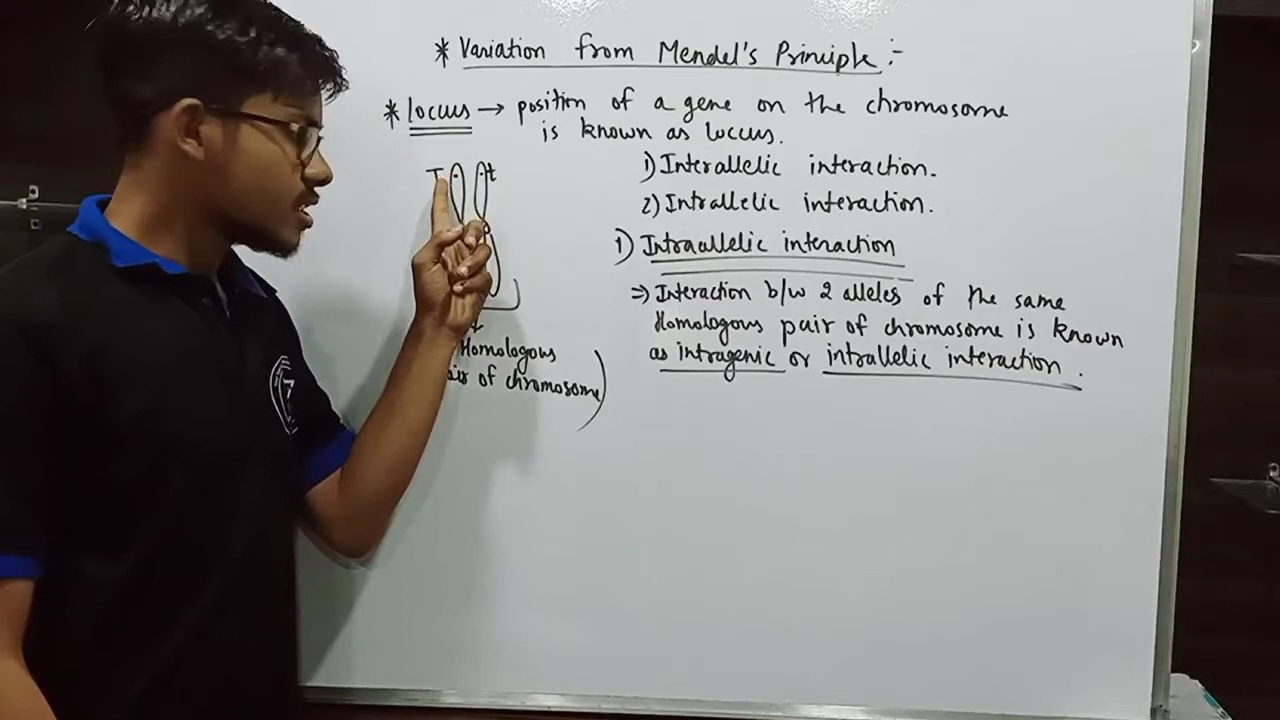 * Variation from Mendel's Principle :-
* locus → position of a gene on the chromosome
is known as locus.
T t
1) Interallelic interaction.
2) Intrallelic interaction.
1) Intraallelic interaction
⇒ Interaction b/w 2 alleles of the same
Homologous pair of chromosome is known
as intragenic or intrallelic interaction.
Homologous
of chromosome)